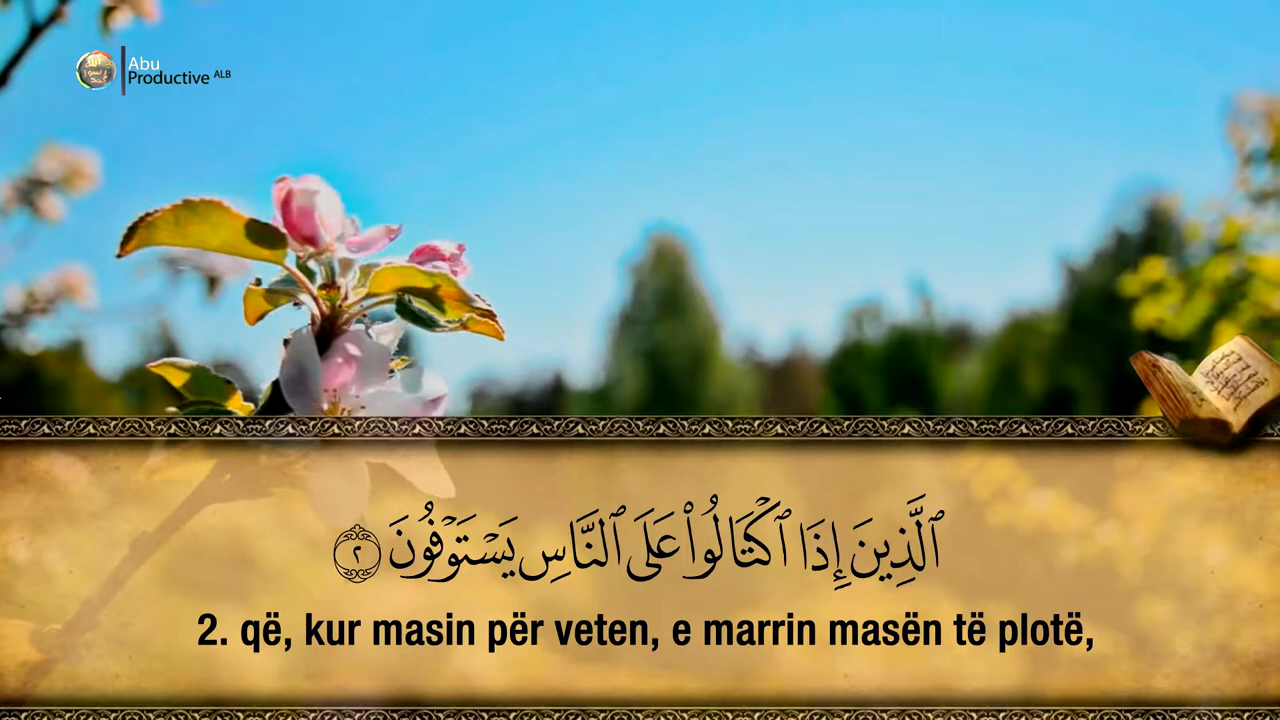 Abu
Productive ALB
ٱلَّذِينَ إِذَا ٱكْتَالُوا۟ عَلَى ٱلنَّاسِ يَسْتَوْفُونَ ٢
2. që, kur masin për veten, e marrin masën të plotë,